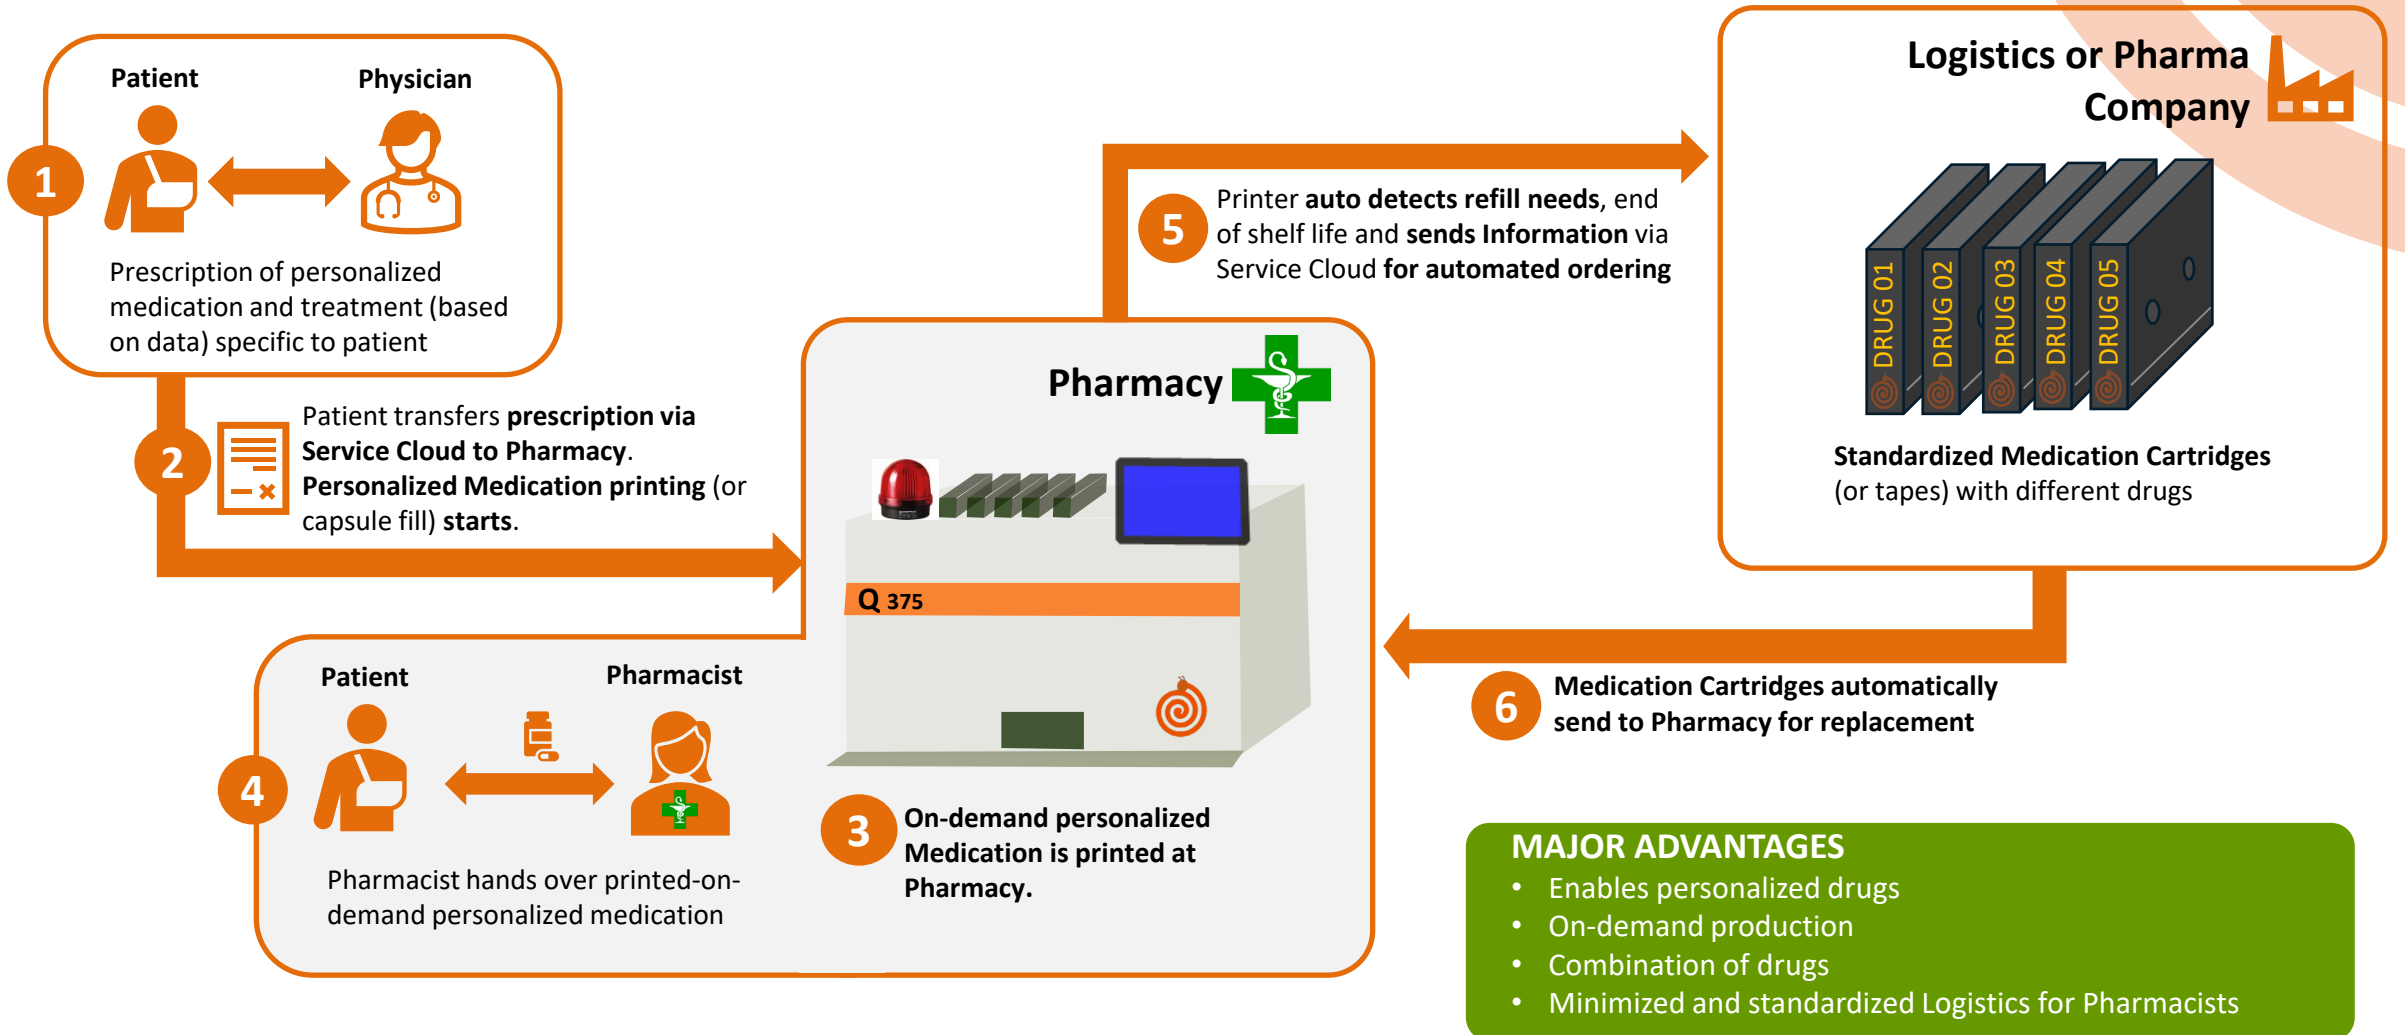 Patient
Physician
1
Prescription of personalized
medication and treatment (based
on data) specific to patient
2
Patient transfers prescription via
Service Cloud to Pharmacy.
Personalized Medication printing (or
capsule fill) starts.
Pharmacy
Q 375
3
On-demand personalized
Medication is printed at
Pharmacy.
Patient
Pharmacist
4
Pharmacist hands over printed-on-
demand personalized medication
5
Printer auto detects refill needs, end
of shelf life and sends Information via
Service Cloud for automated ordering
Logistics or Pharma
Company
DRUG 01
DRUG 02
DRUG 03
DRUG 04
DRUG 05
Standardized Medication Cartridges
(or tapes) with different drugs
6
Medication Cartridges automatically
send to Pharmacy for replacement
MAJOR ADVANTAGES
• Enables personalized drugs
• On-demand production
• Combination of drugs
• Minimized and standardized Logistics for Pharmacists